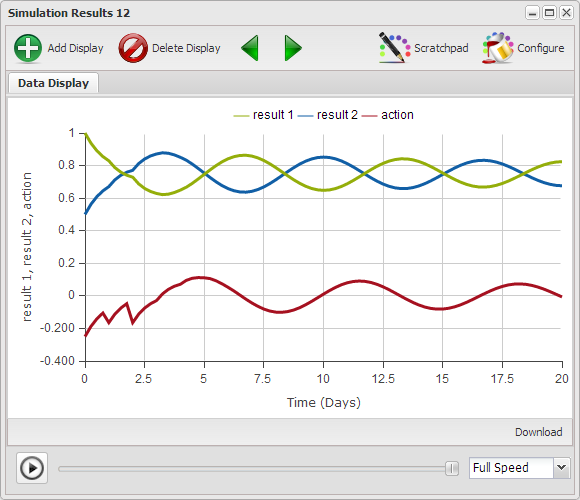 Simulation Results 12
Add Display Delete Display Scratchpad Configure
Data Display
result 1 result 2 action
1
0.8
0.6
0.4
0.2
0
-0.200
-0.400
result 1, result 2, action
0 2.5 5 7.5 10 12.5 15 17.5 20
Time (Days)
Download
Full Speed